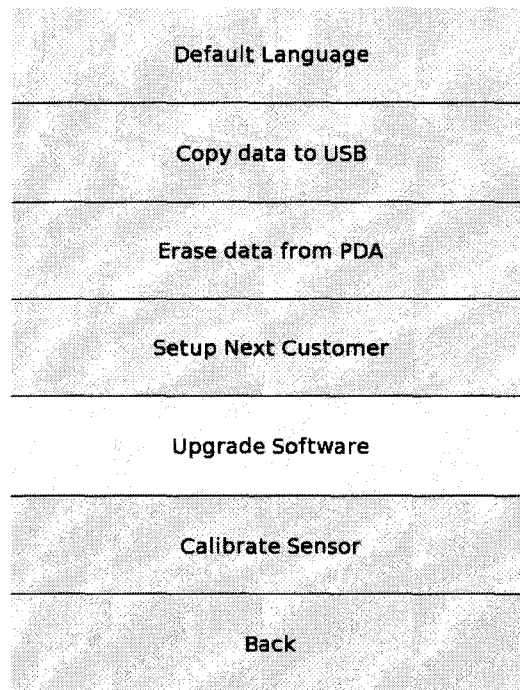 Default Language
Copy data to USB
Erase data from PDA
Setup Next Customer
Upgrade Software
Calibrate Sensor
Back